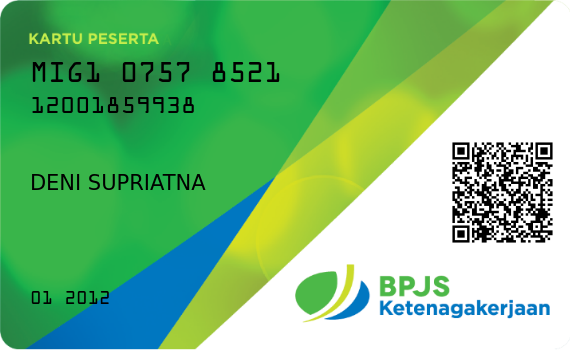 KARTU PESERTA
MIG1 0757 8521
12001859938
DENI SUPRIATNA
01 2012
BPJS
Ketenagakerjaan